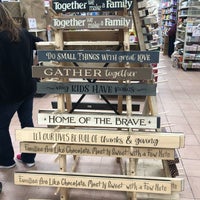 Together we make a Family
Together we make a Family
DO SMALL THINGS WITH great LOVE
GATHER together
KIDS HAVE
HOME OF THE BRAVE
LET OUR LIVES BE FULL OF thanks & giving
Families Are Like Chocolate, Mostly Sweet with a Few Nuts
Families Are Like Chocolate, Mostly Sweet with a Few Nuts